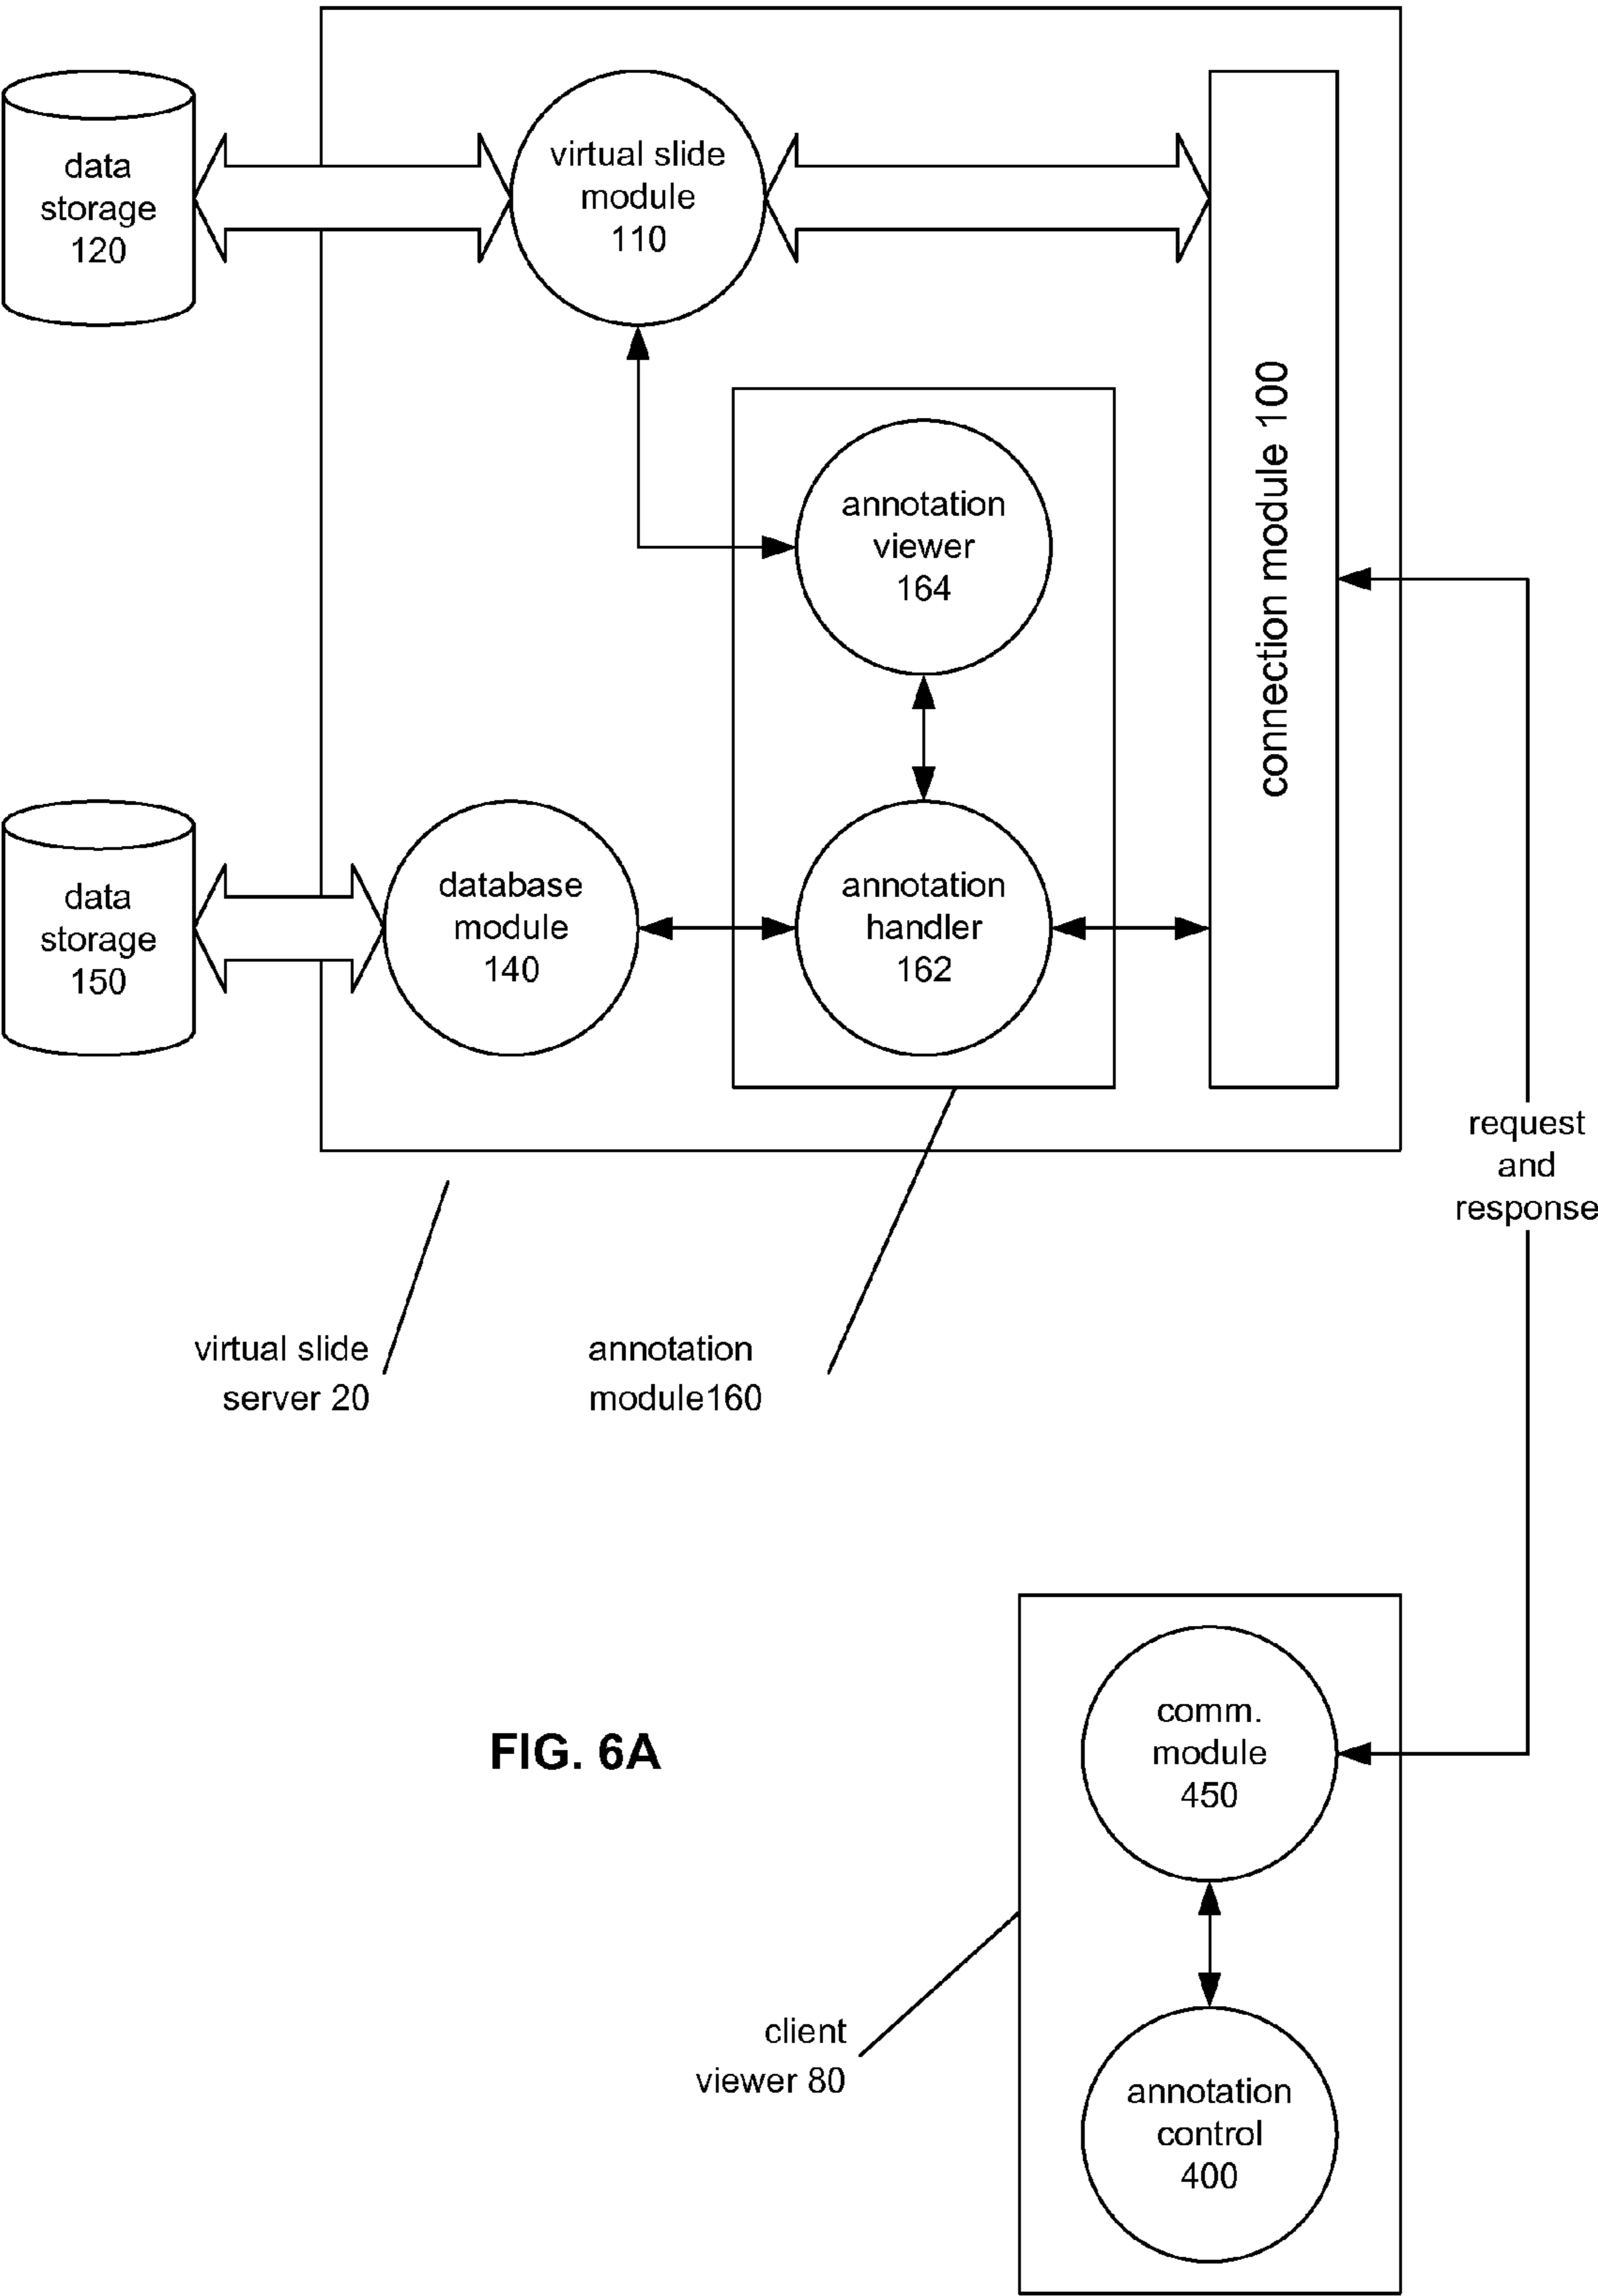 data
storage
120
virtual slide
module
110
connection module 100
annotation
viewer
164
data
storage
150
database
module
140
annotation
handler
162
request
and
response
virtual slide
server 20
annotation
module160
FIG. 6A
comm.
module
450
client
viewer 80
annotation
control
400